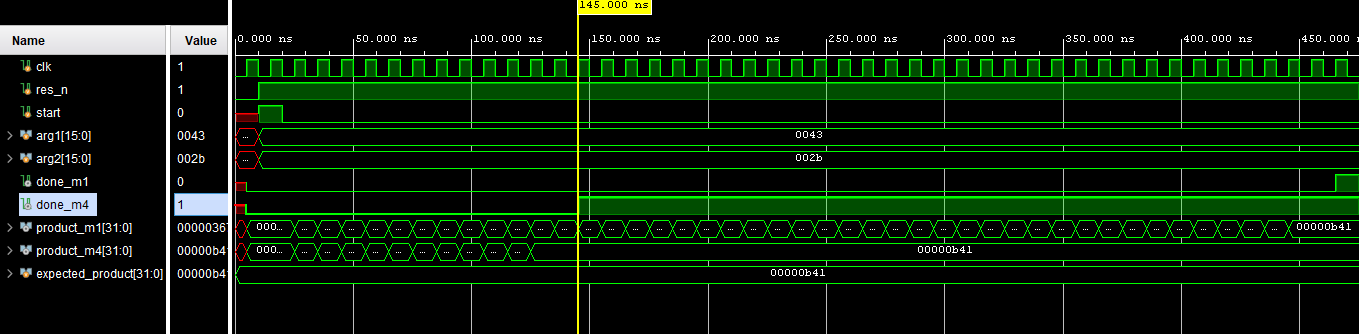 145.000 ns
Name Value
0.000 ns 50.000 ns 100.000 ns 150.000 ns 200.000 ns 250.000 ns 300.000 ns 350.000 ns 400.000 ns 450.000
clk 1
res_n 1
start 0
arg1[15:0] 0043 ... 0043
arg2[15:0] 002b ... 002b
done_m1 0
done_m4 1
product_m1[31:0] 0000036 000... ... ... ... ... ... ... ... ... ... ... ... ... ... ... ... ... ... ... ... ... ... ... ... ... ... ... ... ... ... ... ... ... ... ... 00000b41
product_m4[31:0] 00000b41 000... ... ... ... ... ... ... ... ... ... ... 00000b41
expected_product[31:0] 00000b41 00000b41